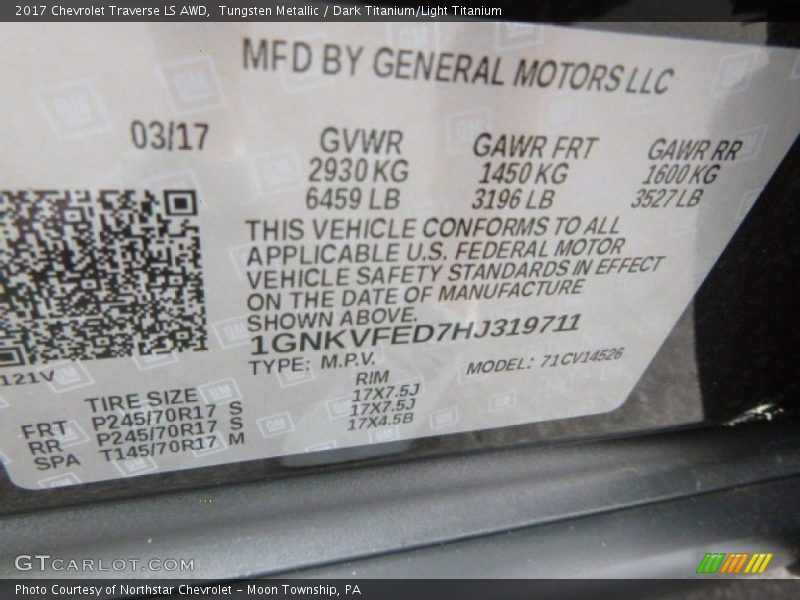 2017 Chevrolet Traverse LS AWD, Tungsten Metallic / Dark Titanium/Light Titanium
MFD BY GENERAL MOTORS LLC
03/17
GVWR GAWR FRT GAWR RR
2930 KG 1450 KG 1600 KG
6459 LB 3196 LB 3527 LB
THIS VEHICLE CONFORMS TO ALL
APPLICABLE U.S. FEDERAL MOTOR
VEHICLE SAFETY STANDARDS IN EFFECT
ON THE DATE OF MANUFACTURE
SHOWN ABOVE.
1GNKVFED7HJ319711
TYPE: M.P.V. MODEL: 71CV14526
121V
TIRE SIZE RIM
FRT P245/70R17 S 17X7.5J
RR P245/70R17 S 17X7.5J
SPA T145/70R17 M 17X4.5B
GTCARLOT.COM
Photo Courtesy of Northstar Chevrolet – Moon Township, PA